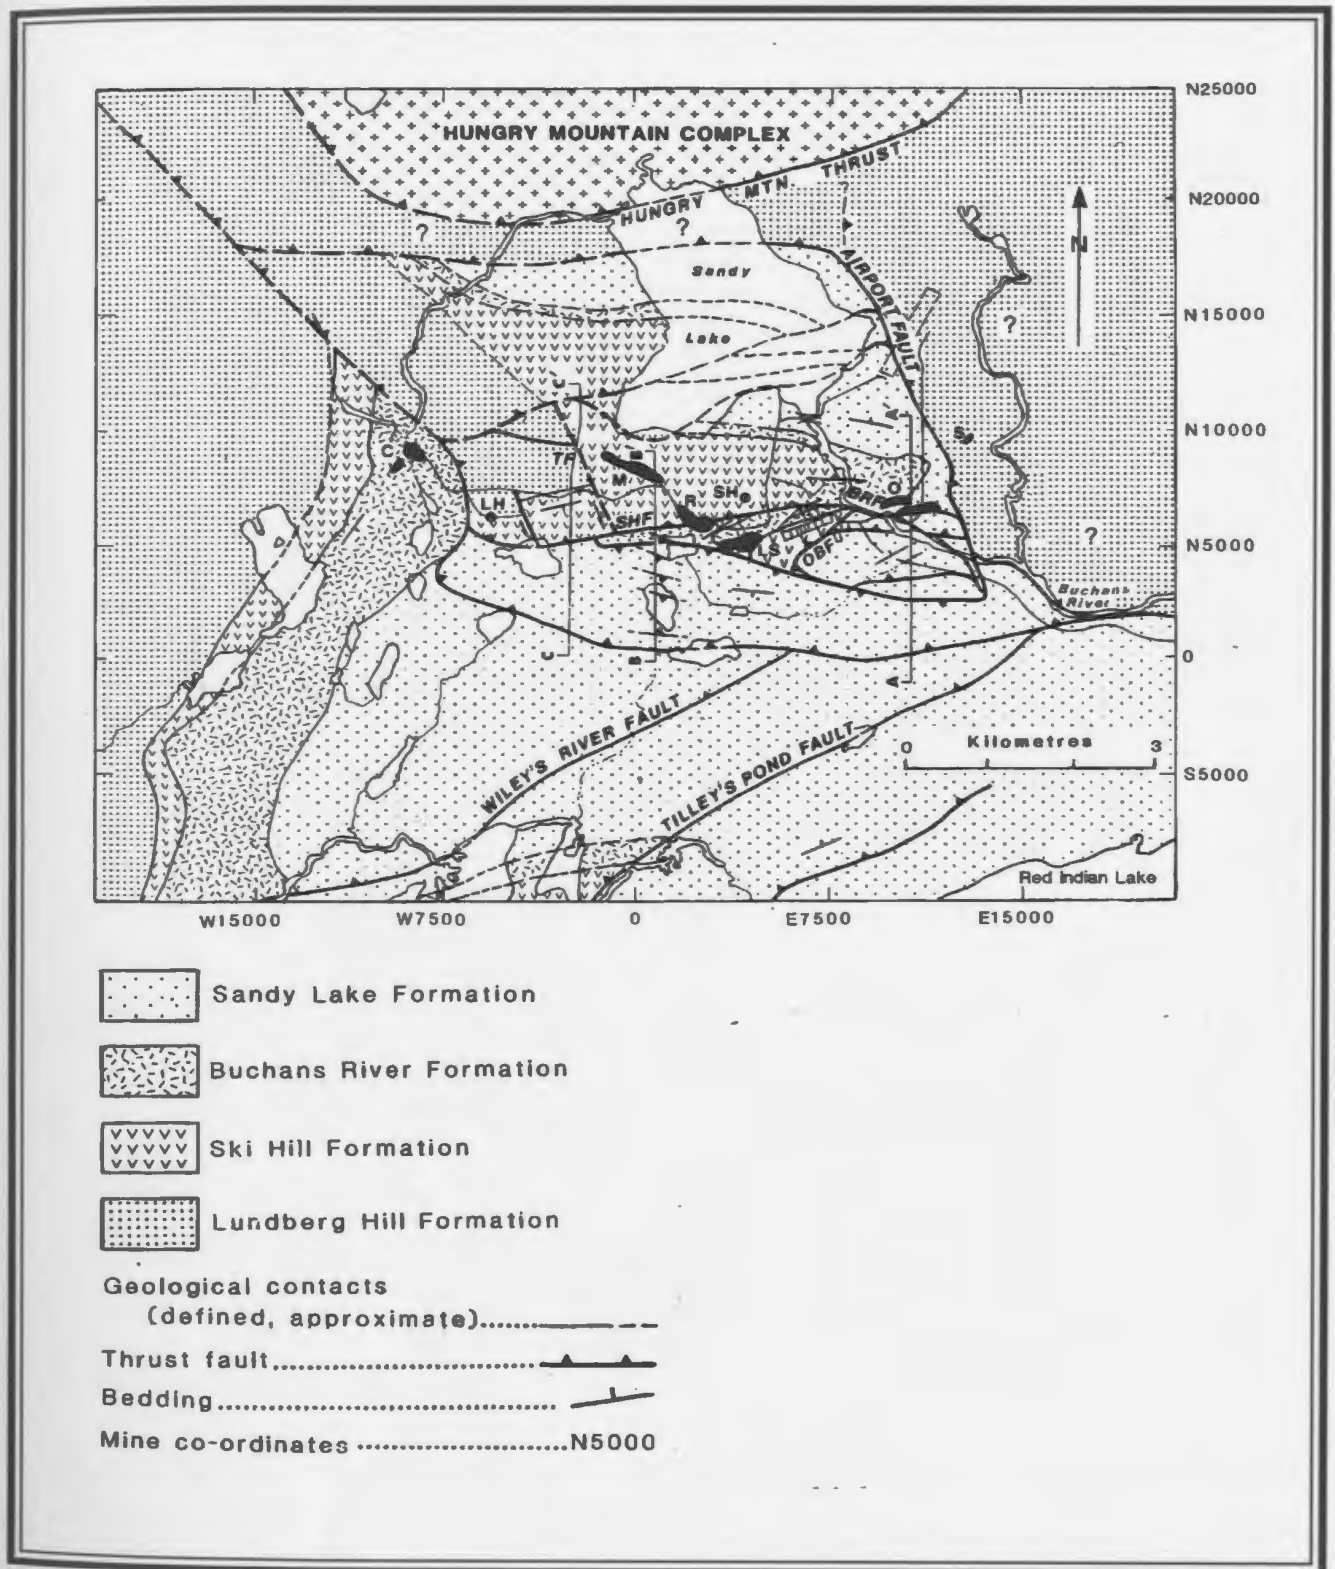 N25000
HUNGRY MOUNTAIN COMPLEX
HUNGRY MTN. THRUST
N20000
?
?
?
N
Sandy
AIRPORT FAULT
N15000
?
Lake
C
A
N10000
S
C
TF
B
M
SH
O
R
BRF
LH
SHF
LS
OBF
N5000
?
Buchans
River
C
B
0
A
WILEY'S RIVER FAULT
TILLEY'S POND FAULT
0 Kilometres 3
S5000
Red Indian Lake
W15000 W7500 0 E7500 E15000
Sandy Lake Formation
Buchans River Formation
Ski Hill Formation
Lundberg Hill Formation
Geological contacts
(defined, approximate)
Thrust fault
Bedding
Mine co-ordinates N5000